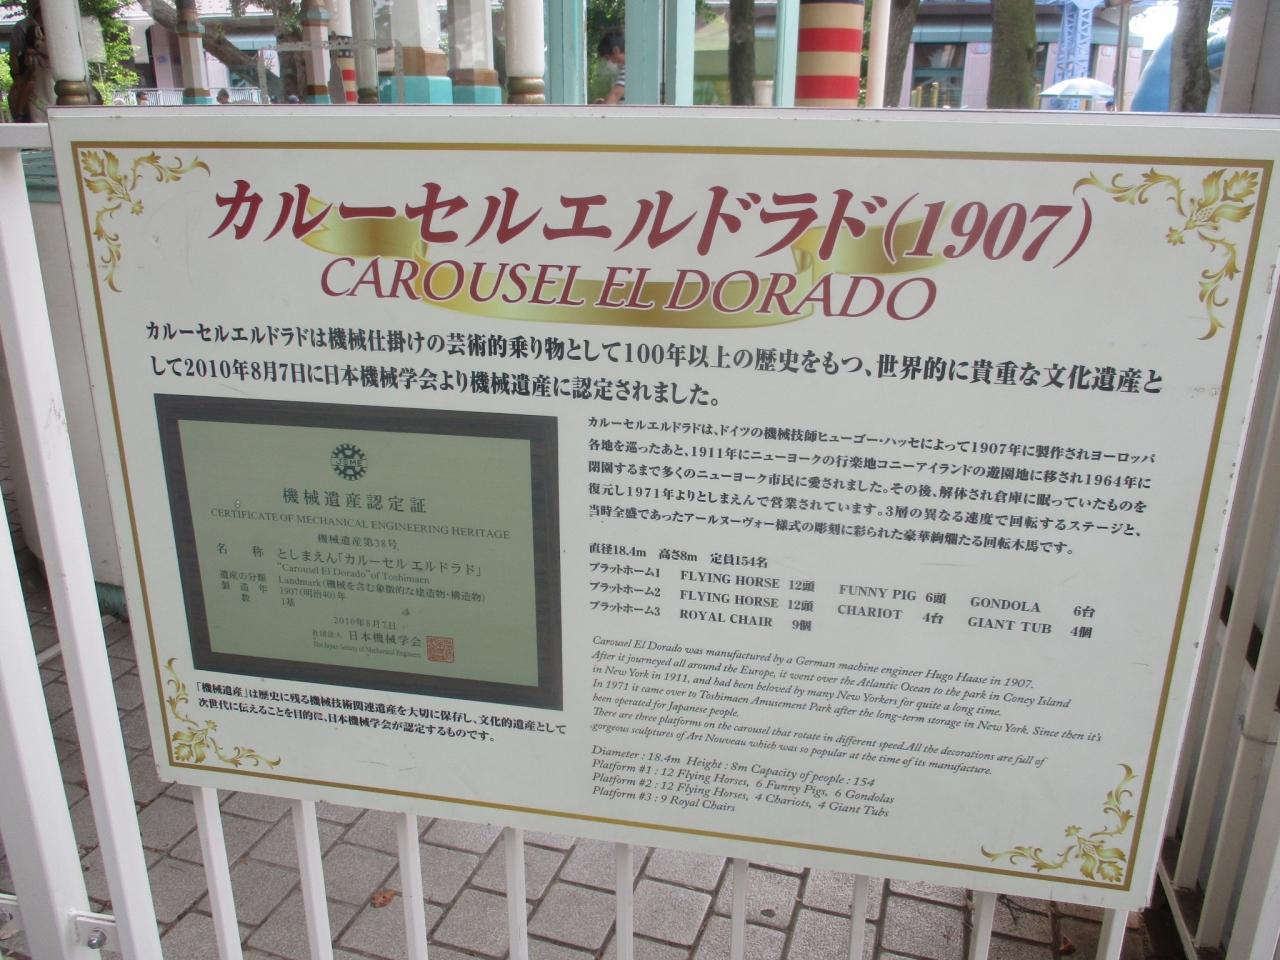 カルーセルエルドラド(1907)
CAROUSEL EL DORADO
カルーセルエルドラドは機械仕掛けの芸術的乗り物として100年以上の歴史をもつ、世界的に貴重な文化遺産と
して2010年8月7日に日本機械学会より機械遺産に認定されました。
JSME
機械遺産認定証
CERTIFICATE OF MECHANICAL ENGINEERING HERITAGE
機械遺産第38号
名 称 としまえん「カルーセル エルドラド」
"Carousel El Dorado" of Toshimaen
遺産の分類 Landmark(機械を含む象徴的な建造物・構造物)
製 造 年 1907(明治40)年
数 1基
2010年8月7日
社団法人 日本機械学会
The Japan Society of Mechanical Engineers
「機械遺産」は歴史に残る機械技術関連遺産を大切に保存し、文化的遺産として
次世代に伝えることを目的に、日本機械学会が認定するものです。
カルーセルエルドラドは、ドイツの機械技師ヒューゴー・ハッセによって1907年に製作されヨーロッパ
各地を巡ったあと、1911年にニューヨークの行楽地コニーアイランドの遊園地に移され1964年に
閉園するまで多くのニューヨーク市民に愛されました。その後、解体され倉庫に眠っていたものを
復元し1971年よりとしまえんで営業されています。3層の異なる速度で回転するステージと、
当時全盛であったアールヌーヴォー様式の彫刻に彩られた豪華絢爛たる回転木馬です。
直径18.4m 高さ8m 定員154名
プラットホーム1 FLYING HORSE 12頭 FUNNY PIG 6頭 GONDOLA 6台
プラットホーム2 FLYING HORSE 12頭 CHARIOT 4台 GIANT TUB 4個
プラットホーム3 ROYAL CHAIR 9個
Carousel El Dorado was manufactured by a German machine engineer Hugo Haase in 1907.
After it journeyed all around the Europe, it went over the Atlantic Ocean to the park in Coney Island
in New York in 1911, and had been beloved by many New Yorkers for quite a long time.
In 1971 it came over to Toshimaen Amusement Park after the long-term storage in New York. Since then it's
been operated for Japanese people.
There are three platforms on the carousel that rotate in different speed.All the decorations are full of
gorgeous sculptures of Art Nouveau which was so popular at the time of its manufacture.
Diameter : 18.4m Height : 8m Capacity of people : 154
Platform #1 : 12 Flying Horses, 6 Funny Pigs, 6 Gondolas
Platform #2 : 12 Flying Horses, 4 Chariots, 4 Giant Tubs
Platform #3 : 9 Royal Chairs